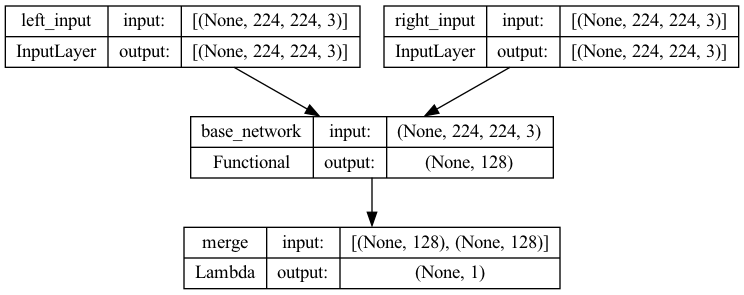 left_input input: [(None, 224, 224, 3)]
InputLayer output: [(None, 224, 224, 3)]
right_input input: [(None, 224, 224, 3)]
InputLayer output: [(None, 224, 224, 3)]
base_network input: (None, 224, 224, 3)
Functional output: (None, 128)
merge input: [(None, 128), (None, 128)]
Lambda output: (None, 1)